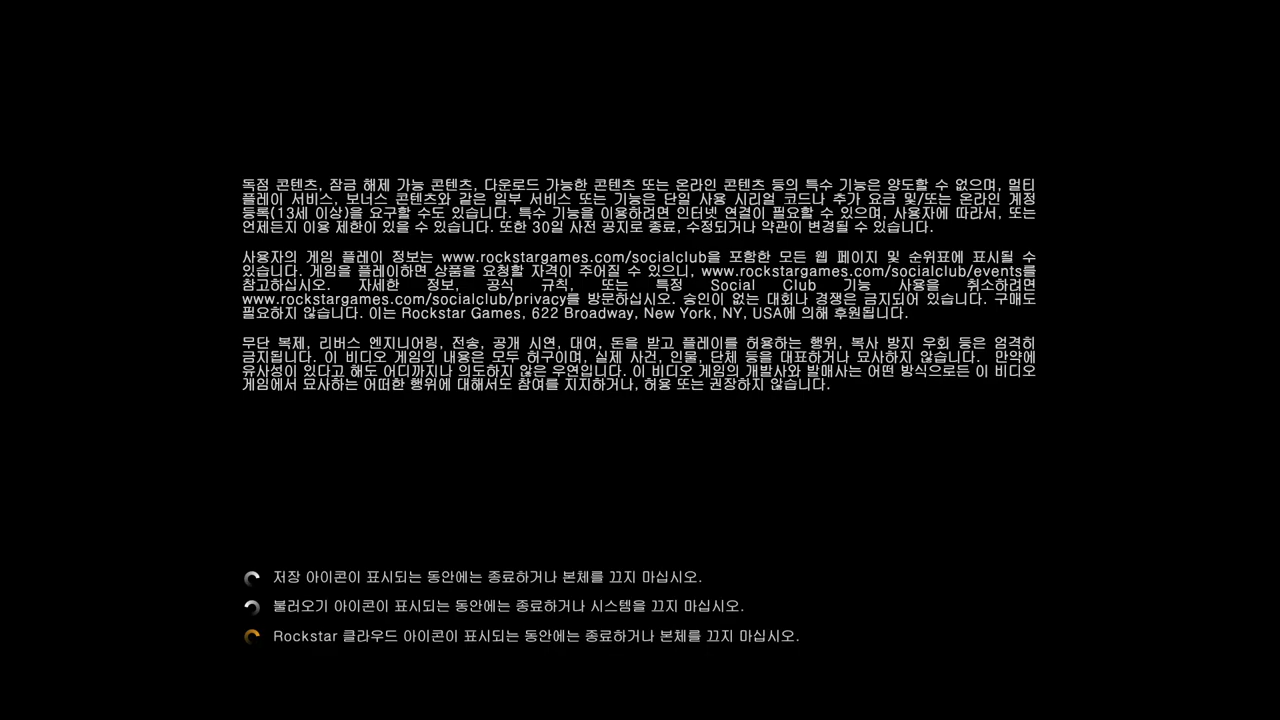 독점 콘텐츠, 잠금 해제 가능 콘텐츠, 다운로드 가능한 콘텐츠 또는 온라인 콘텐츠 등의 특수 기능은 양도할 수 없으며, 멀티
플레이 서비스, 보너스 콘텐츠와 같은 일부 서비스 또는 기능은 단일 사용 시리얼 코드나 추가 요금 및/또는 온라인 계정
등록(13세 이상)을 요구할 수도 있습니다. 특수 기능을 이용하려면 인터넷 연결이 필요할 수 있으며, 사용자에 따라서, 또는
언제든지 이용 제한이 있을 수 있습니다. 또한 30일 사전 공지로 종료, 수정되거나 약관이 변경될 수 있습니다.
사용자의 게임 플레이 정보는 www.rockstargames.com/socialclub을 포함한 모든 웹 페이지 및 순위표에 표시될 수
있습니다. 게임을 플레이하면 상품을 요청할 자격이 주어질 수 있으니, www.rockstargames.com/socialclub/events를
참고하십시오. 자세한 정보, 공식 규칙, 또는 특정 Social Club 기능 사용을 취소하려면
www.rockstargames.com/socialclub/privacy를 방문하십시오. 승인이 없는 대회나 경쟁은 금지되어 있습니다. 구매도
필요하지 않습니다. 이는 Rockstar Games, 622 Broadway, New York, NY, USA에 의해 후원됩니다.
무단 복제, 리버스 엔지니어링, 전송, 공개 시연, 대여, 돈을 받고 플레이를 허용하는 행위, 복사 방지 우회 등은 엄격히
금지됩니다. 이 비디오 게임의 내용은 모두 허구이며, 실제 사건, 인물, 단체 등을 대표하거나 묘사하지 않습니다. 만약에
유사성이 있다고 해도 어디까지나 의도하지 않은 우연입니다. 이 비디오 게임의 개발사와 발매사는 어떤 방식으로든 이 비디오
게임에서 묘사하는 어떠한 행위에 대해서도 참여를 지지하거나, 허용 또는 권장하지 않습니다.
저장 아이콘이 표시되는 동안에는 종료하거나 본체를 끄지 마십시오.
불러오기 아이콘이 표시되는 동안에는 종료하거나 시스템을 끄지 마십시오.
Rockstar 클라우드 아이콘이 표시되는 동안에는 종료하거나 본체를 끄지 마십시오.